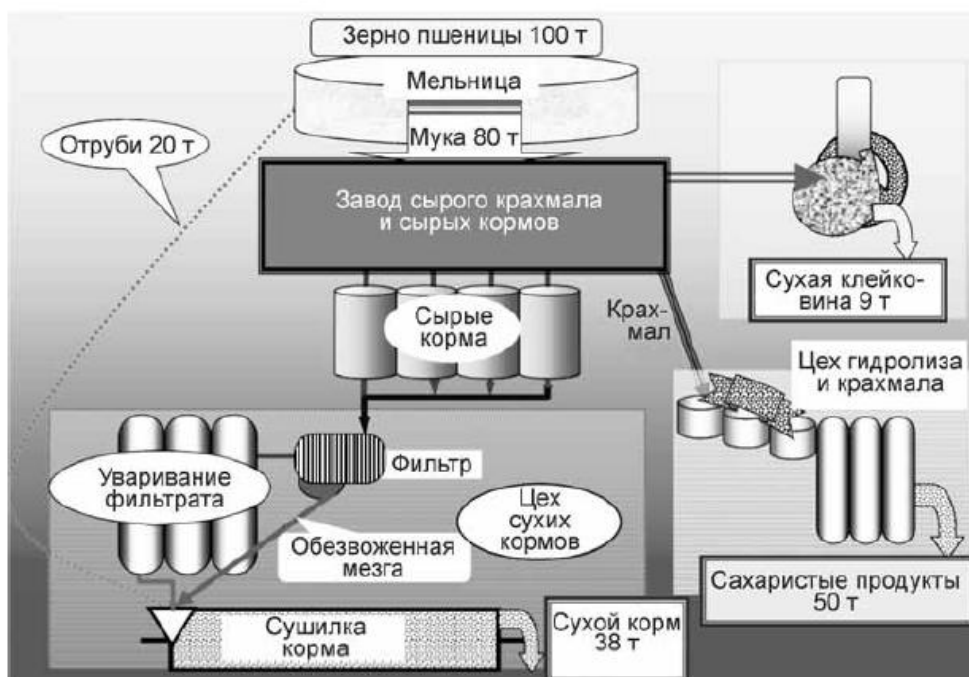 Зерно пшеницы 100 т
Мельница
Мука 80 т
Отруби 20 т
Завод сырого крахмала
и сырых кормов
Сухая клейко-
вина 9 т
Сырые
корма
Крах-
мал
Цех гидролиза
и крахмала
Уваривание
фильтрата
Фильтр
Цех
сухих
кормов
Обезвоженная
мезга
Сахаристые продукты
50 т
Сушилка
корма
Сухой корм
38 т